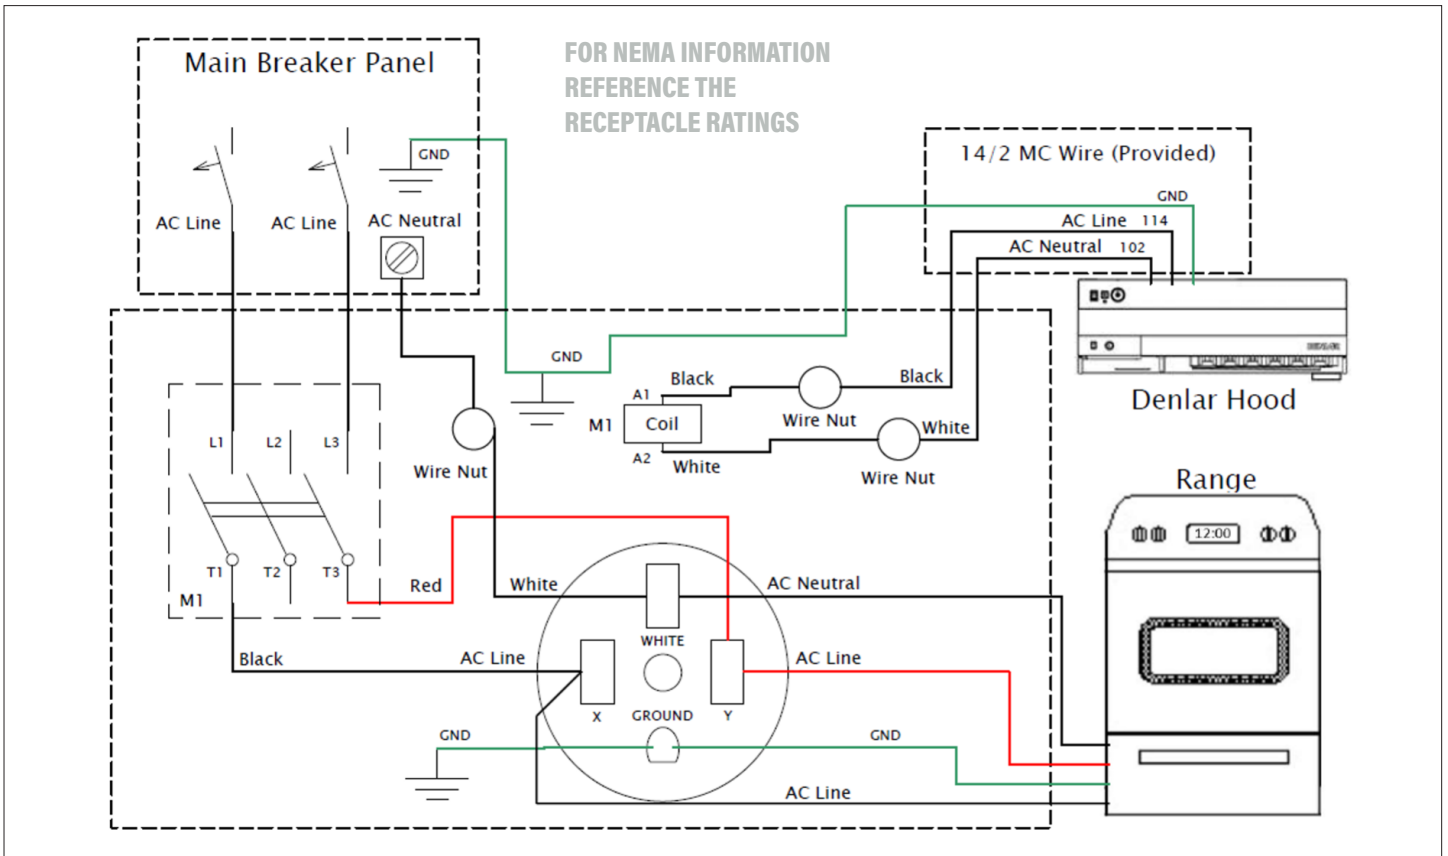 Main Breaker Panel
FOR NEMA INFORMATION
REFERENCE THE
RECEPTACLE RATINGS
GND
AC Line
AC Line
AC Neutral
14/2 MC Wire (Provided)
GND
AC Line 114
AC Neutral 102
Denlar Hood
GND
Black
A1
M1
Coil
A2
White
Wire Nut
Black
White
Wire Nut
Wire Nut
L1
L2
L3
T1
T2
T3
M1
Red
White
AC Neutral
Black
AC Line
WHITE
AC Line
X
GROUND
Y
GND
GND
AC Line
Range
12:00